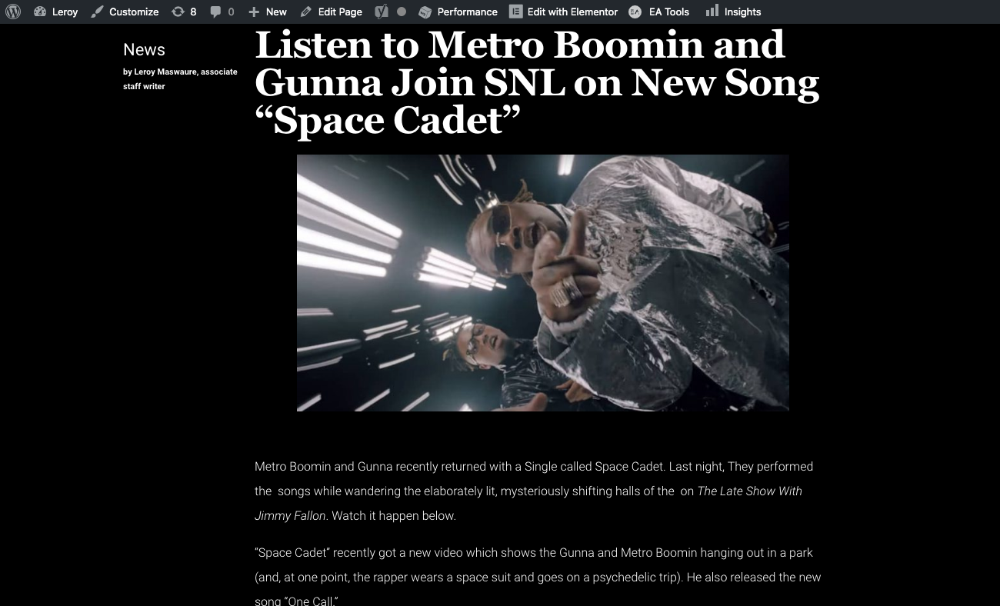 Leroy Customize 8 0 New Edit Page Performance Edit with Elementor EA Tools Insights
News
by Leroy Maswaure, associate
staff writer
Listen to Metro Boomin and
Gunna Join SNL on New Song
“Space Cadet”
Metro Boomin and Gunna recently returned with a Single called Space Cadet. Last night, They performed
the  songs while wandering the elaborately lit, mysteriously shifting halls of the  on The Late Show With
Jimmy Fallon. Watch it happen below.
“Space Cadet” recently got a new video which shows the Gunna and Metro Boomin hanging out in a park
(and, at one point, the rapper wears a space suit and goes on a psychedelic trip). He also released the new
song “One Call.”